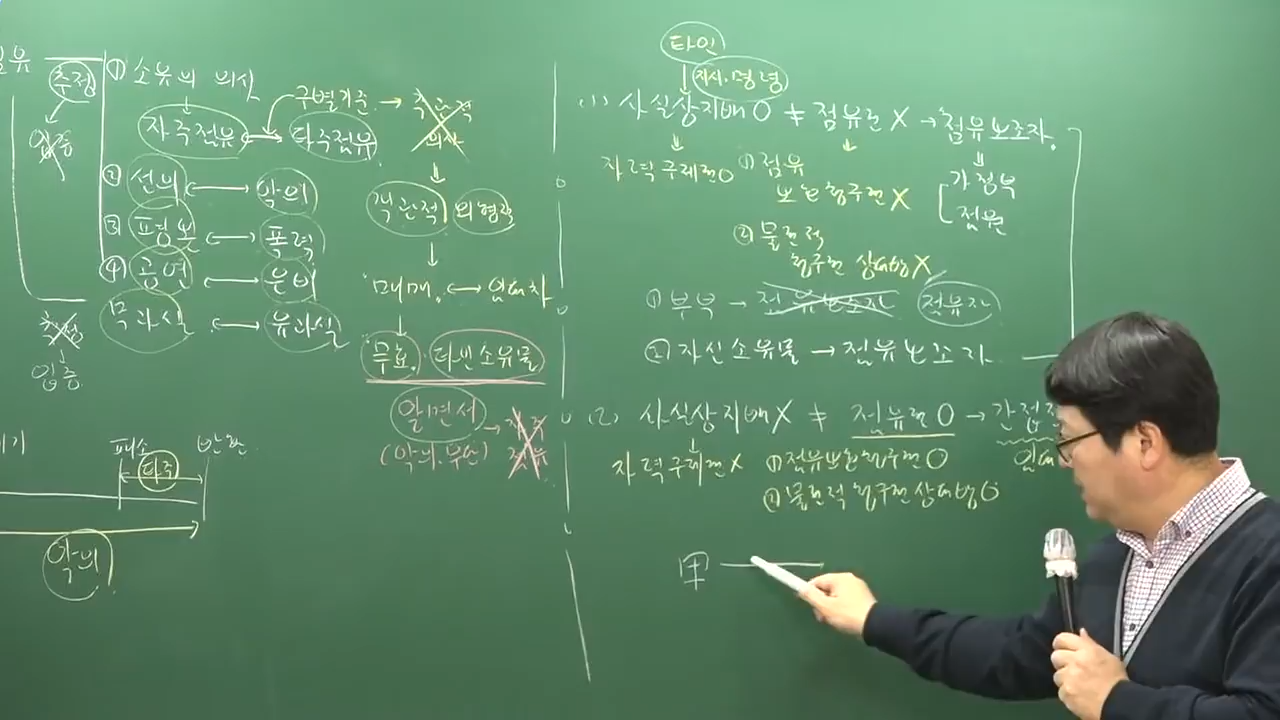 추정
입증
추정
입증
① 소유의 의사
자주점유 ↔ 타주점유
구별기준 → 주관적 의사
객관적 외형적
매매 ↔ 임대차
무효. 타인소유물
알면서 →
(악의.무단)
② 선의 ↔ 악의
③ 평온 ↔ 폭력
④ 공연 ↔ 은비
무과실 ↔ 유과실
패소
반환
타주
악의
타인
지시.명령
(1) 사실상지배 O ≠ 점유권 X → 점유보조자.
자력구제권 O
① 점유
보호청구권 X
② 물권적
청구권 상대방 X
가정부
점원
① 부부 → 점유보조자 점유자
② 자신소유물 → 점유보조자
(2) 사실상지배 X ≠ 점유권 O → 간접
자력구제권 X
① 점유보호청구권 O
② 물권적 청구권상대방 O
甲